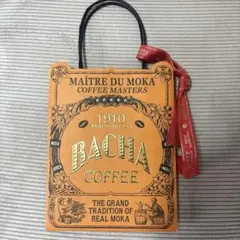 MAÎTRE DU MOKA
COFFEE MASTERS
1910
BACHA
COFFEE
THE GRAND
TRADITION OF
REAL MOKA